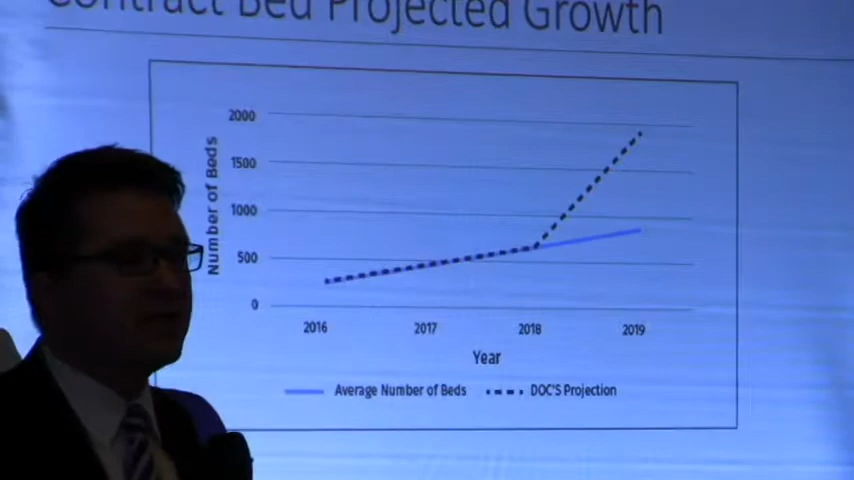 Contract Bed Projected Growth
2000
1500
1000
500
0
Number of Beds
2016 2017 2018 2019
Year
Average Number of Beds DOC'S Projection